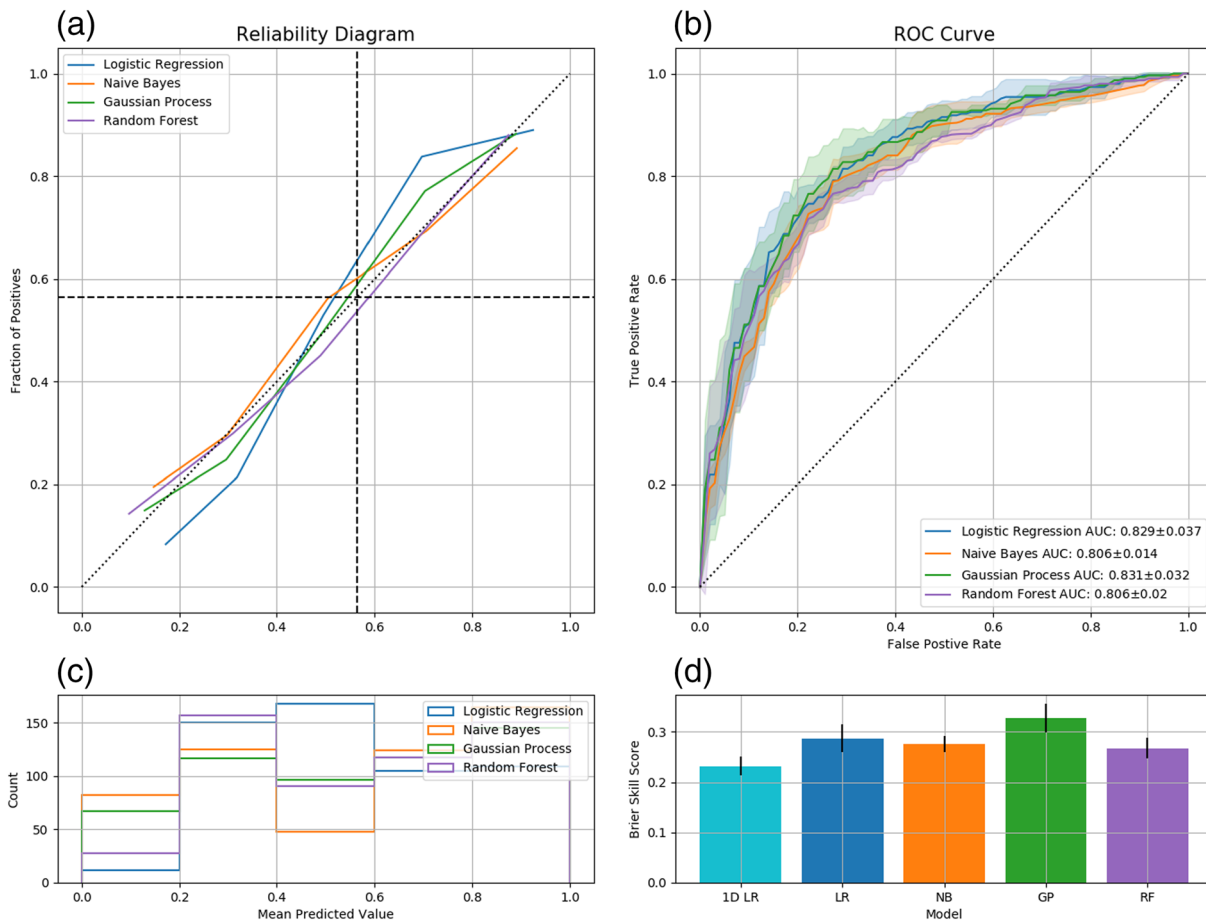 (a)
Reliability Diagram
Logistic Regression
Naive Bayes
Gaussian Process
Random Forest
1.0
0.8
0.6
0.4
0.2
0.0
Fraction of Positives
0.0 0.2 0.4 0.6 0.8 1.0
(b)
ROC Curve
1.0
0.8
0.6
0.4
0.2
0.0
True Positive Rate
Logistic Regression AUC: 0.829±0.037
Naive Bayes AUC: 0.806±0.014
Gaussian Process AUC: 0.831±0.032
Random Forest AUC: 0.806±0.02
0.0 0.2 0.4 0.6 0.8 1.0
False Postive Rate
(c)
Logistic Regression
Naive Bayes
Gaussian Process
Random Forest
150
100
50
0
Count
0.0 0.2 0.4 0.6 0.8 1.0
Mean Predicted Value
(d)
0.3
0.2
0.1
0.0
Brier Skill Score
1D LR LR NB GP RF
Model